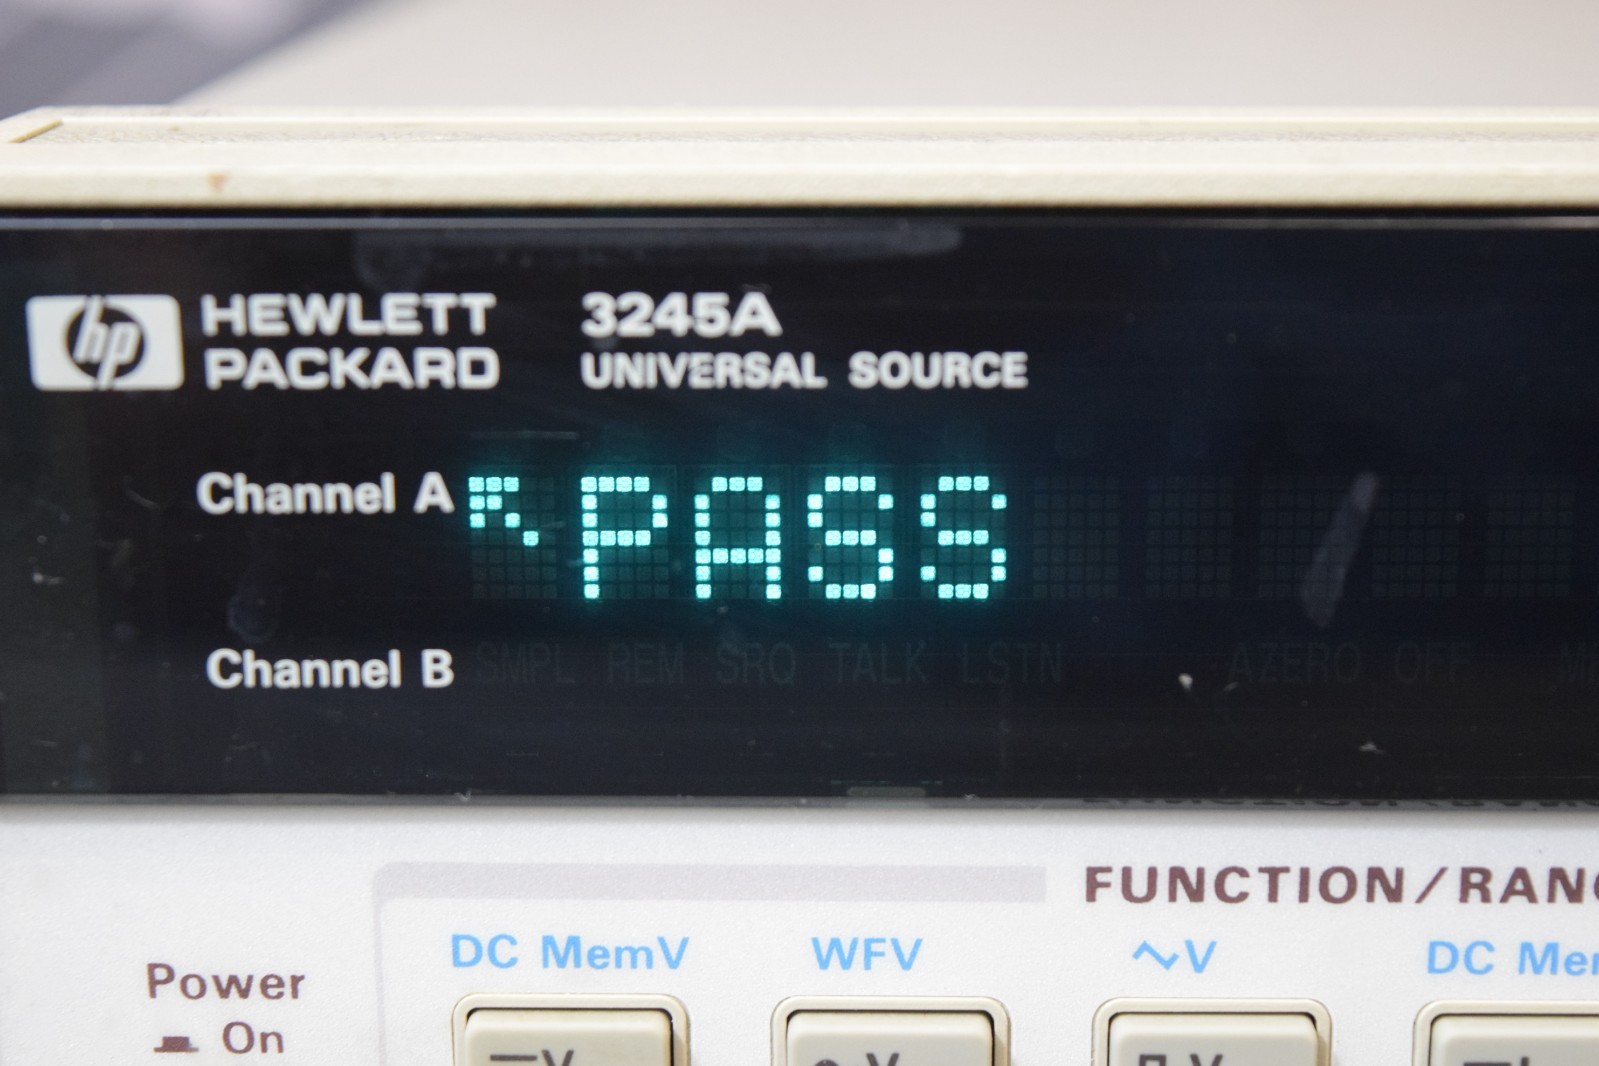 hp HEWLETT PACKARD
3245A
UNIVERSAL SOURCE
Channel A PASS
Channel B SMPL REM SRQ TALK LSTN AZERO OFF
FUNCTION/RANG
DC MemV WFV ∿V DC Mem
Power
On